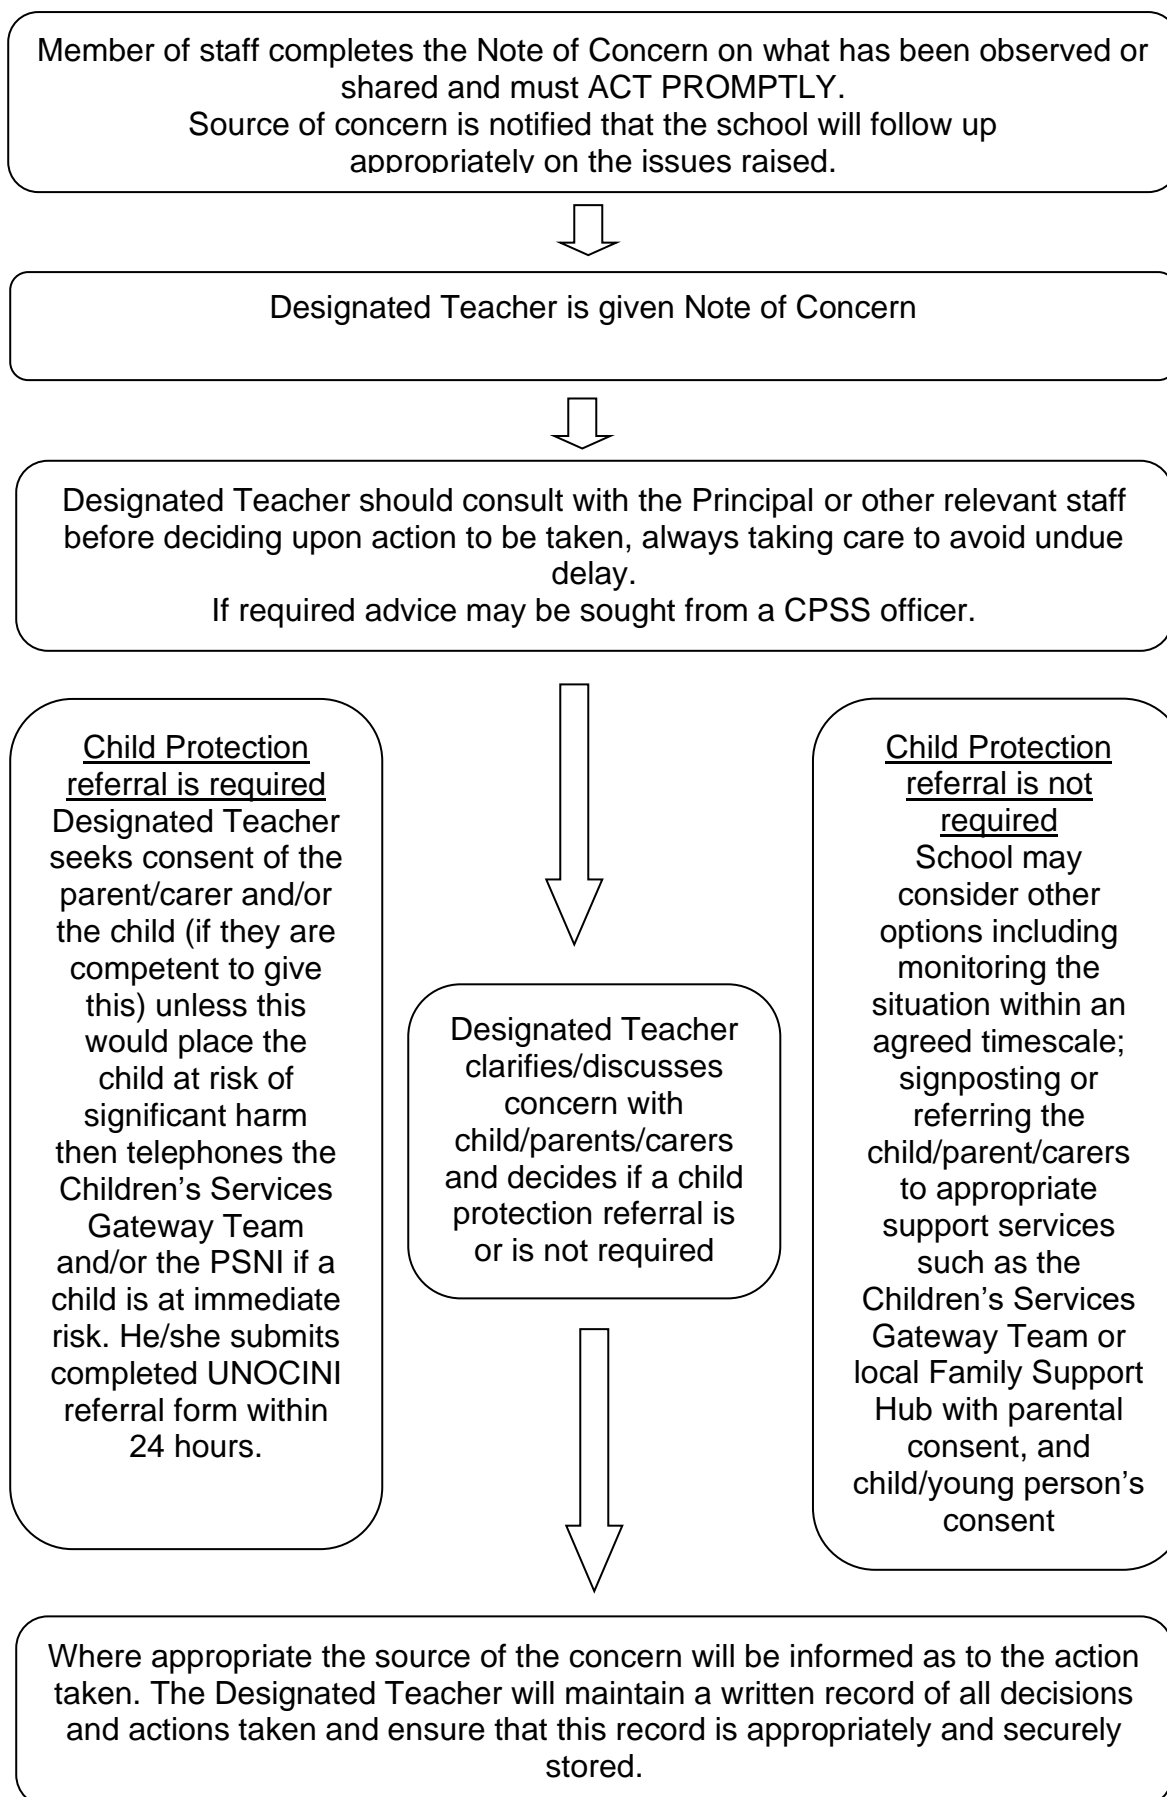 Member of staff completes the Note of Concern on what has been observed or
shared and must ACT PROMPTLY.
Source of concern is notified that the school will follow up
appropriately on the issues raised.
Designated Teacher is given Note of Concern
Designated Teacher should consult with the Principal or other relevant staff
before deciding upon action to be taken, always taking care to avoid undue
delay.
If required advice may be sought from a CPSS officer.
Child Protection
referral is required
Designated Teacher
seeks consent of the
parent/carer and/or
the child (if they are
competent to give
this) unless this
would place the
child at risk of
significant harm
then telephones the
Children’s Services
Gateway Team
and/or the PSNI if a
child is at immediate
risk. He/she submits
completed UNOCINI
referral form within
24 hours.
Designated Teacher
clarifies/discusses
concern with
child/parents/carers
and decides if a child
protection referral is
or is not required
Child Protection
referral is not
required
School may
consider other
options including
monitoring the
situation within an
agreed timescale;
signposting or
referring the
child/parent/carers
to appropriate
support services
such as the
Children’s Services
Gateway Team or
local Family Support
Hub with parental
consent, and
child/young person’s
consent
Where appropriate the source of the concern will be informed as to the action
taken. The Designated Teacher will maintain a written record of all decisions
and actions taken and ensure that this record is appropriately and securely
stored.